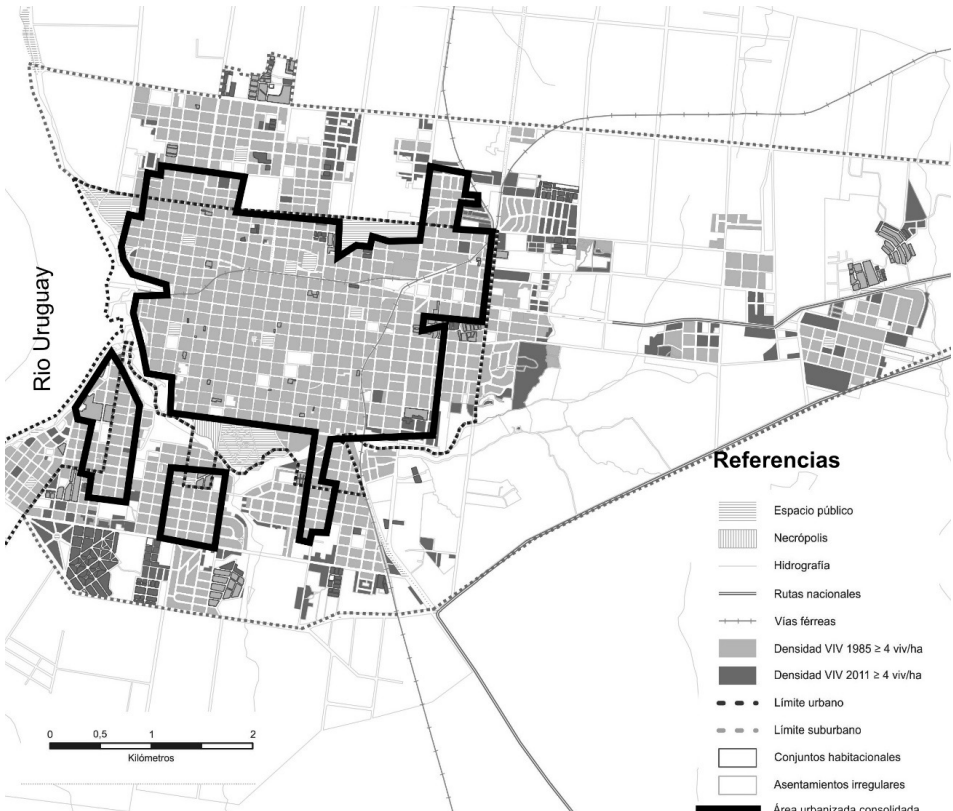 Rio Uruguay
Referencias
Espacio público
Necrópolis
Hidrografía
Rutas nacionales
Vías férreas
Densidad VIV 1985 ≥ 4 viv/ha
Densidad VIV 2011 ≥ 4 viv/ha
Límite urbano
Límite suburbano
Conjuntos habitacionales
Asentamientos irregulares
Área urbanizada consolidada
0 0,5 1 2
Kilómetros